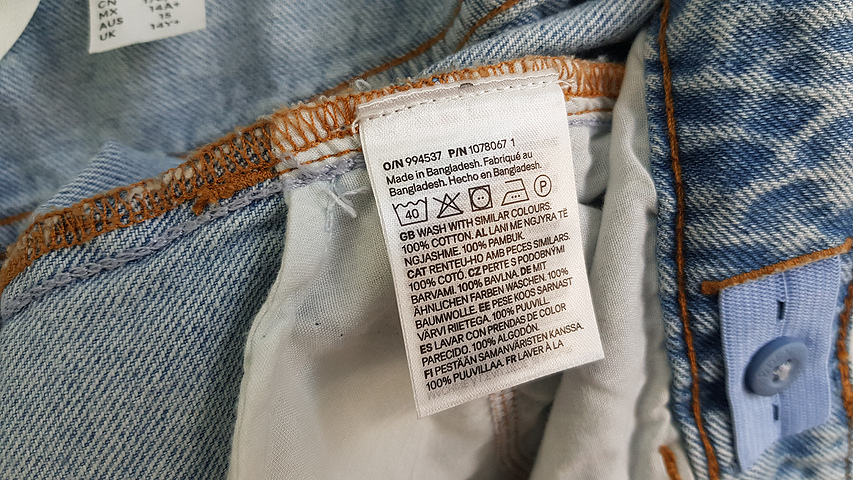 CN
MX 14A+
AUS 15
UK 14Y+
O/N 994537 P/N 1078067 1
Made in Bangladesh. Fabriqué au
Bangladesh. Hecho en Bangladesh.
40 P
GB WASH WITH SIMILAR COLOURS.
100% COTTON. AL LANI ME NGJYRA TË
NGJASHME. 100% PAMBUK.
CAT RENTEU-HO AMB PECES SIMILARS.
100% COTÓ. CZ PERTE S PODOBNÝMI
BARVAMI. 100% BAVLNA. DE MIT
ÄHNLICHEN FARBEN WASCHEN. 100%
BAUMWOLLE. EE PESE KOOS SARNAST
VÄRVI RIIETEGA. 100% PUUVILL.
ES LAVAR CON PRENDAS DE COLOR
PARECIDO. 100% ALGODÓN.
FI PESTÄÄN SAMANVÄRISTEN KANSSA.
100% PUUVILLAA. FR LAVER À LA